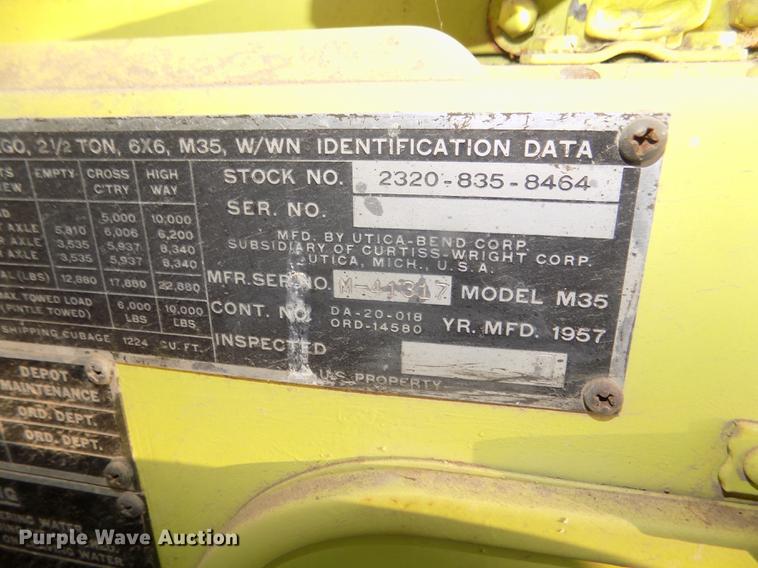 GO, 2 1/2 TON, 6X6, M35, W/WN IDENTIFICATION DATA
EMPTY CROSS C'TRY HIGH WAY
5,000 10,000
AXLE 5,810 6,006 6,200
AXLE 3,535 5,937 8,340
AXLE 3,535 5,937 8,340
(LBS) 12,880 17,880 22,880
MAX. TOWED LOAD (PINTLE TOWED) 6,000 LBS 10,000 LBS
SHIPPING CUBAGE 1224 CU. FT.
STOCK NO. 2320-835-8464
SER. NO.
MFD. BY UTICA-BEND CORP.
SUBSIDIARY OF CURTISS-WRIGHT CORP.
UTICA, MICH., U.S.A.
MFR. SER. NO. M-41317 MODEL M35
CONT. NO. DA-20-018 ORD-14580 YR. MFD. 1957
INSPECTED
U.S. PROPERTY
DEPOT
MAINTENANCE
ORD. DEPT.
ORD. DEPT.
WATER
WATER
Purple Wave Auction